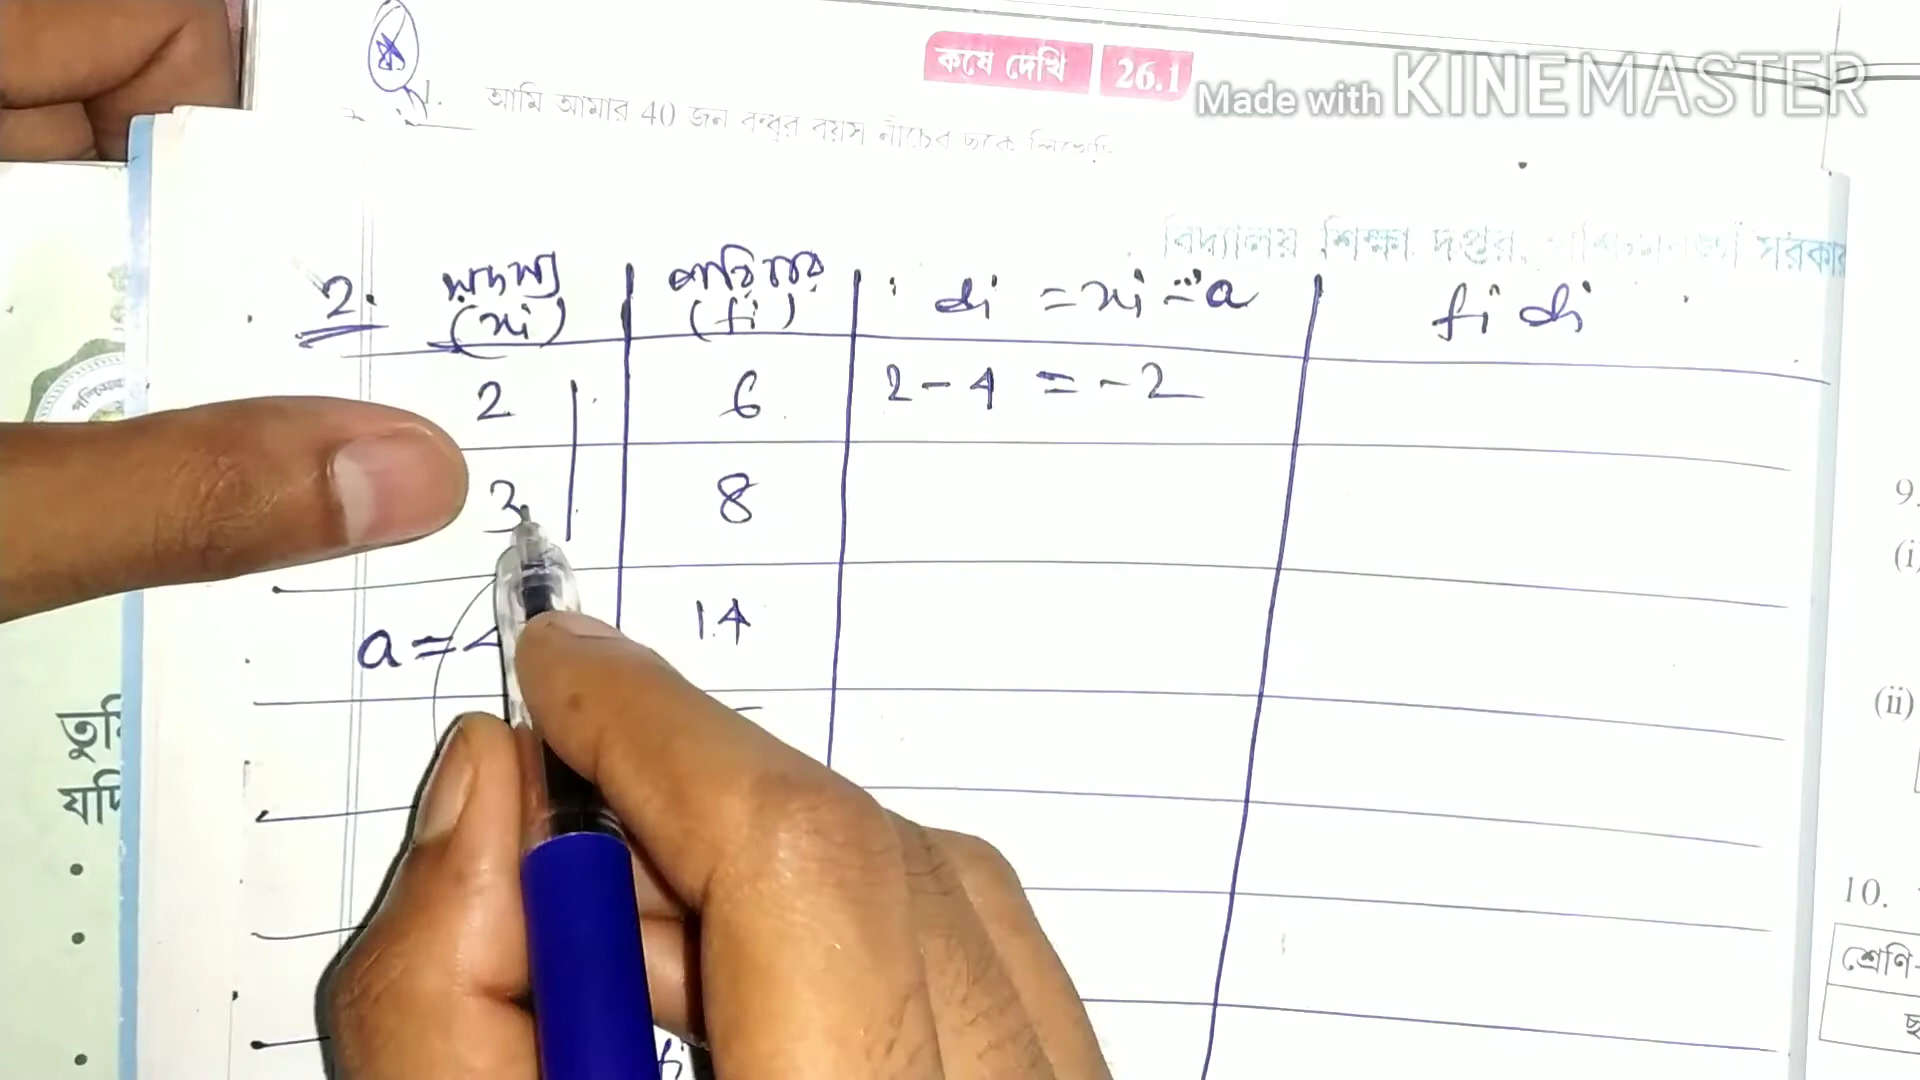 কষে দেখি 26.1
Made with KINEMASTER
1. আমি আমার 40 জন বন্ধুর বয়স নীচের ছকে লিখেছি
বিদ্যালয় শিক্ষা দপ্তর, সরকার
2. সদস্য (xi) পরিবার (fi) di = xi - a fi di
2 6 2 - 4 = -2
3 8
a = 4 14
তুমি
যদি
9.
(i)
(ii)
10.
শ্রেণি-